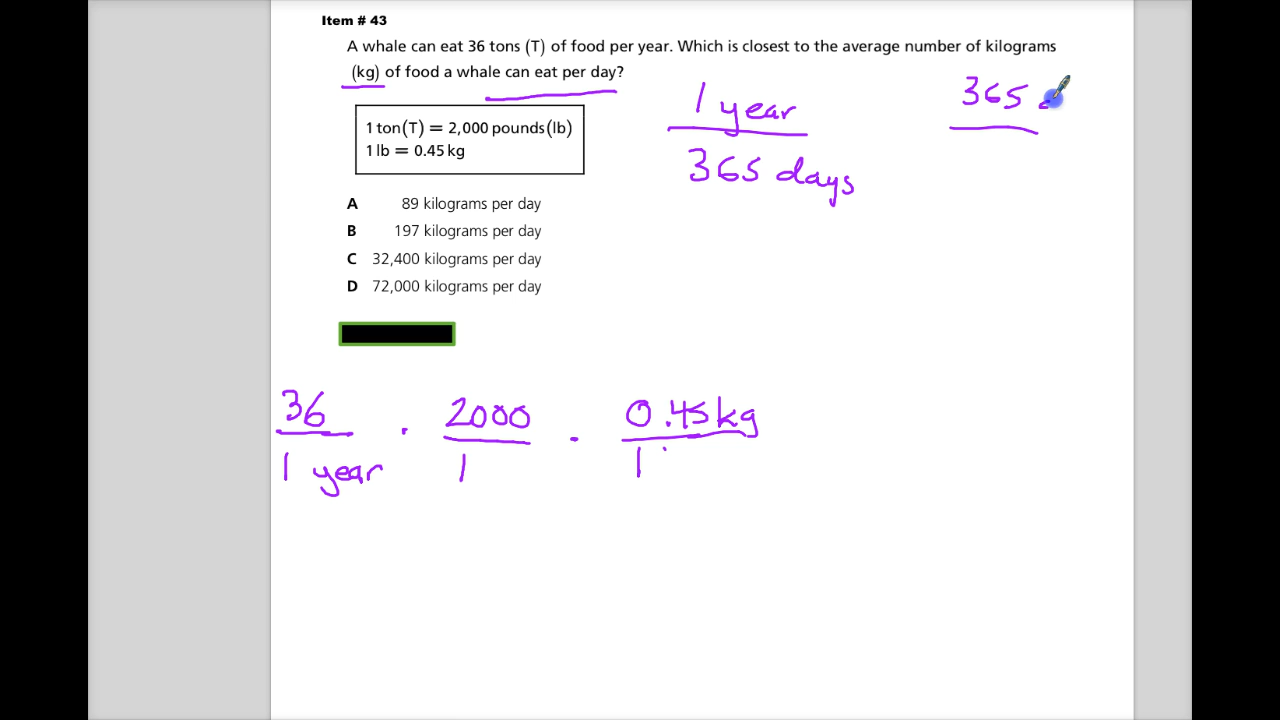 Item # 43
A whale can eat 36 tons (T) of food per year. Which is closest to the average number of kilograms
(kg) of food a whale can eat per day?
1 ton (T) = 2,000 pounds (lb)
1 lb = 0.45 kg
A 89 kilograms per day
B 197 kilograms per day
C 32,400 kilograms per day
D 72,000 kilograms per day
1 year
365 days
365
36 · 2000 · 0.45 kg
1 year 1 1